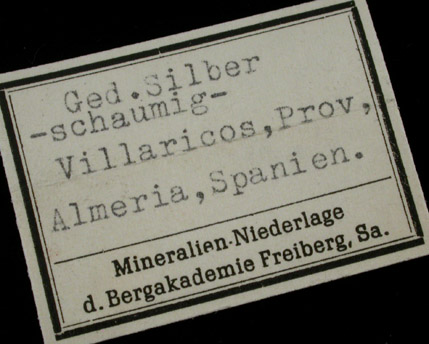 Ged.Silber
-schaumig-
Villaricos,Prov,
Almeria,Spanien.
Mineralien-Niederlage
d. Bergakademie Freiberg, Sa.